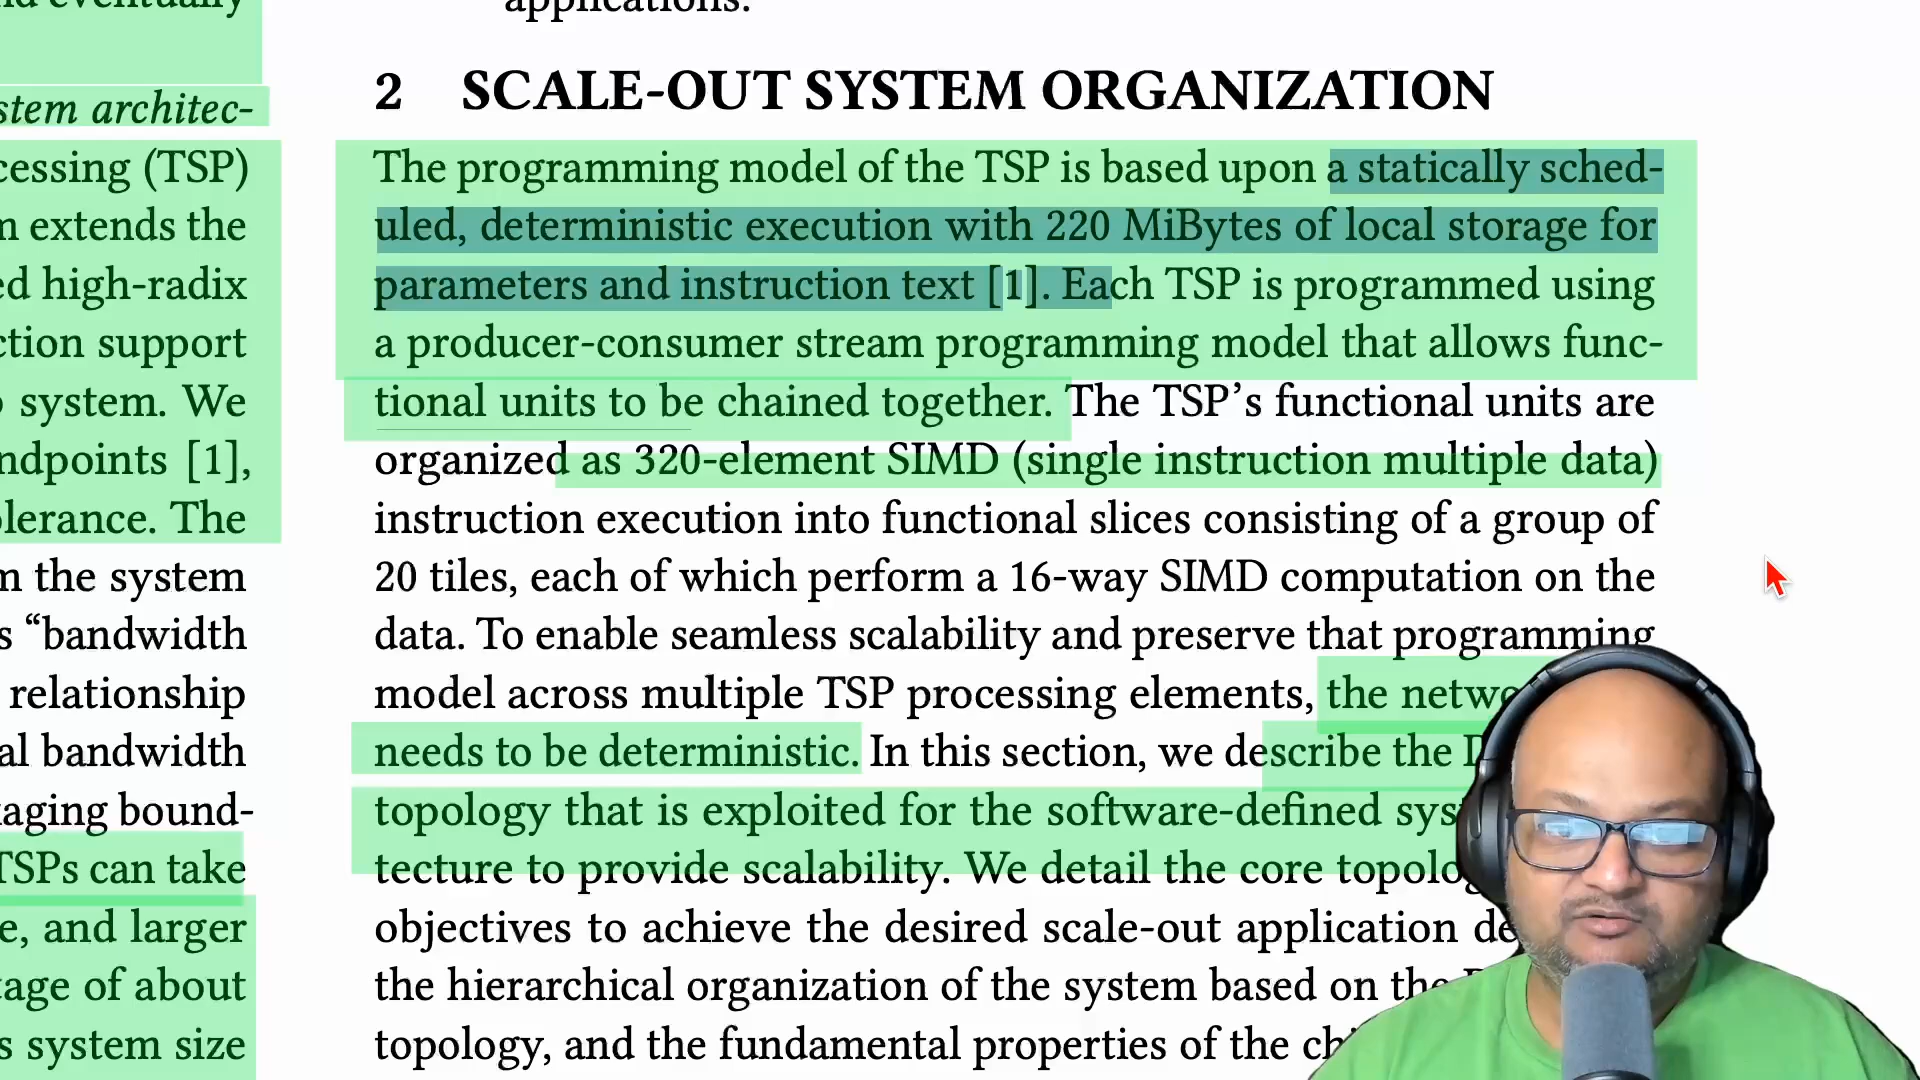 nd eventually
stem architec-
cessing (TSP)
m extends the
ed high-radix
ction support
system. We
ndpoints [1],
olerance. The
m the system
s “bandwidth
relationship
al bandwidth
kaging bound-
TSPs can take
e, and larger
tage of about
s system size
applications.
2 SCALE-OUT SYSTEM ORGANIZATION
The programming model of the TSP is based upon a statically sched-
uled, deterministic execution with 220 MiBytes of local storage for
parameters and instruction text [1]. Each TSP is programmed using
a producer-consumer stream programming model that allows func-
tional units to be chained together. The TSP’s functional units are
organized as 320-element SIMD (single instruction multiple data)
instruction execution into functional slices consisting of a group of
20 tiles, each of which perform a 16-way SIMD computation on the
data. To enable seamless scalability and preserve that programming
model across multiple TSP processing elements, the netwo
needs to be deterministic. In this section, we describe the
topology that is exploited for the software-defined sys
tecture to provide scalability. We detail the core topolo
objectives to achieve the desired scale-out application de
the hierarchical organization of the system based on the
topology, and the fundamental properties of the ch